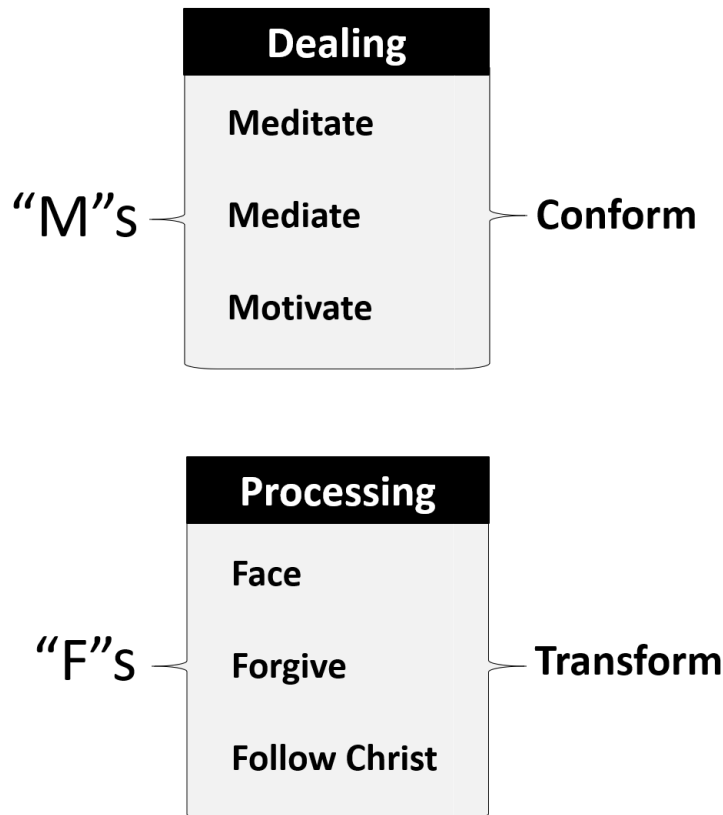 Dealing
Meditate
“M”s
Mediate
Conform
Motivate
Processing
Face
“F”s
Forgive
Transform
Follow Christ